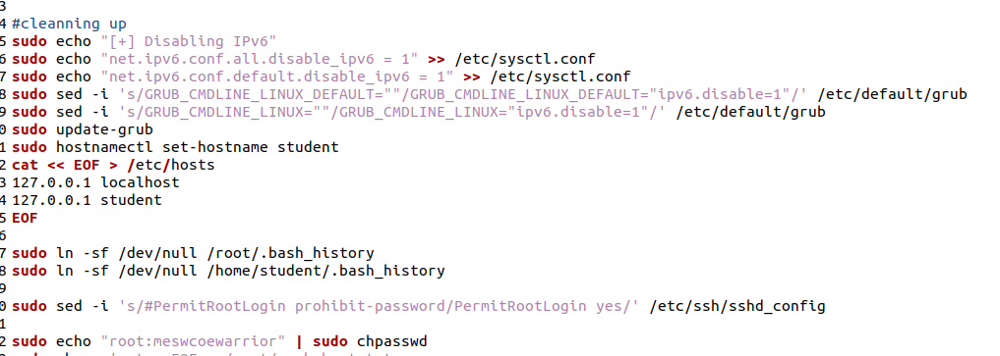 3
4 #cleanning up
5 sudo echo "[+] Disabling IPv6"
6 sudo echo "net.ipv6.conf.all.disable_ipv6 = 1" >> /etc/sysctl.conf
7 sudo echo "net.ipv6.conf.default.disable_ipv6 = 1" >> /etc/sysctl.conf
8 sudo sed -i 's/GRUB_CMDLINE_LINUX_DEFAULT=""/GRUB_CMDLINE_LINUX_DEFAULT="ipv6.disable=1"/' /etc/default/grub
9 sudo sed -i 's/GRUB_CMDLINE_LINUX=""/GRUB_CMDLINE_LINUX="ipv6.disable=1"/' /etc/default/grub
0 sudo update-grub
1 sudo hostnamectl set-hostname student
2 cat << EOF > /etc/hosts
3 127.0.0.1 localhost
4 127.0.0.1 student
5 EOF
6
7 sudo ln -sf /dev/null /root/.bash_history
8 sudo ln -sf /dev/null /home/student/.bash_history
9
0 sudo sed -i 's/#PermitRootLogin prohibit-password/PermitRootLogin yes/' /etc/ssh/sshd_config
1
2 sudo echo "root:meswcoewarrior" | sudo chpasswd